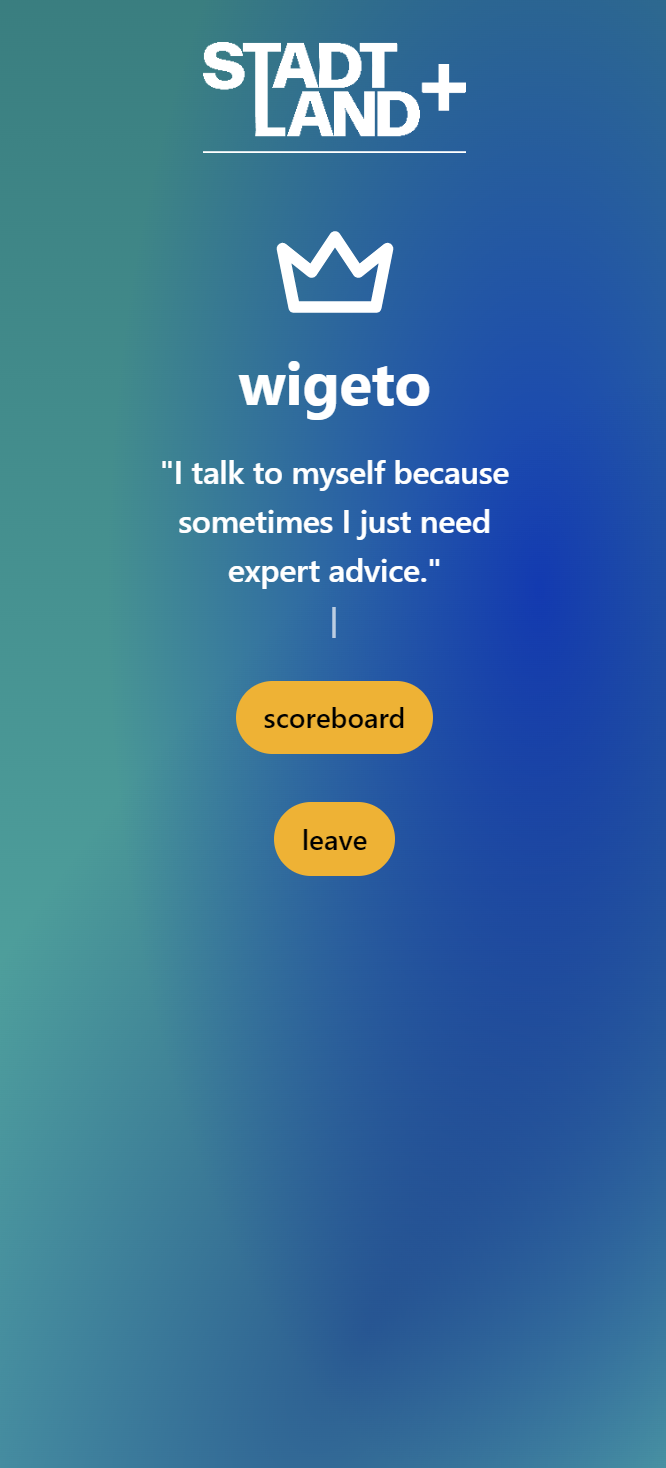 STADT
LAND+
wigeto
"I talk to myself because
sometimes I just need
expert advice."
scoreboard
leave